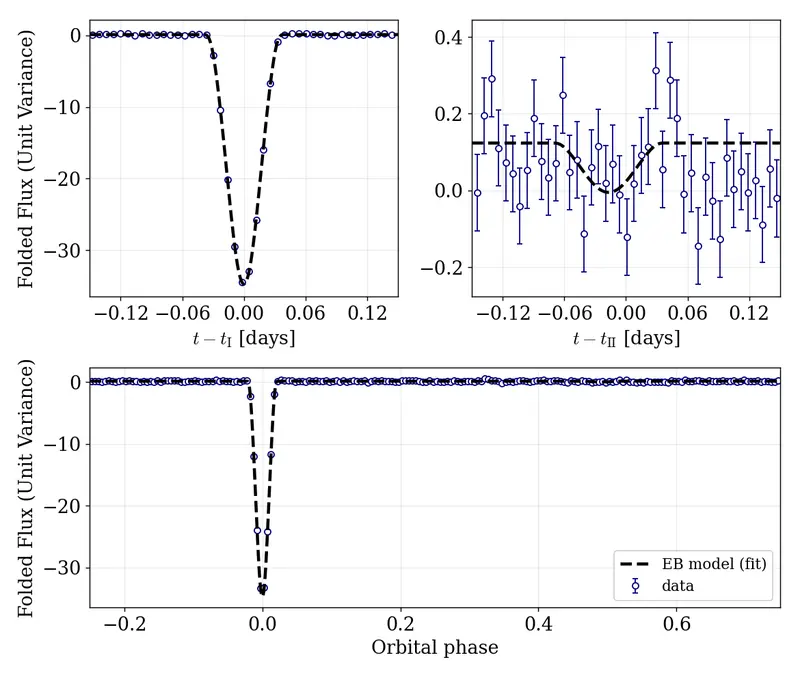 Folded Flux (Unit Variance)
0
−10
−20
−30
−0.12 −0.06 0.00 0.06 0.12
t − tI [days]
0.4
0.2
0.0
−0.2
−0.12 −0.06 0.00 0.06 0.12
t − tII [days]
Folded Flux (Unit Variance)
0
−10
−20
−30
−0.2 0.0 0.2 0.4 0.6
Orbital phase
EB model (fit)
data